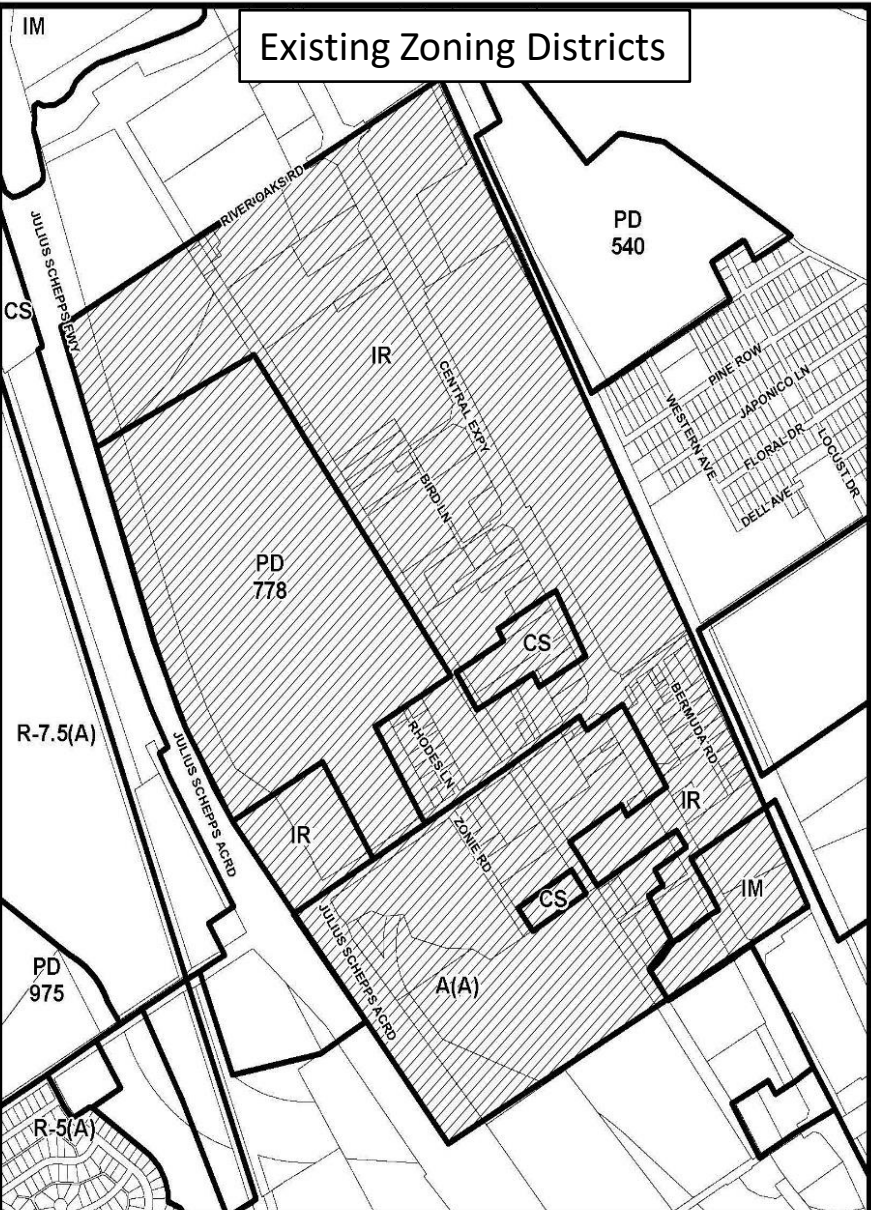 IM
Existing Zoning Districts
RIVER OAKS RD
PD
540
JULIUS SCHEPPS FWY
CS
IR
CENTRAL EXPY
PINE ROW
JAPONICO LN
WESTERN AVE
FLORAL DR
LOCUST DR
DELL AVE
BIRD LN
PD
778
CS
R-7.5(A)
BERMUDA RD
RHODES LN
JULIUS SCHEPPS ACRD
IR
IR
ZONIE RD
CS
IM
JULIUS SCHEPPS ACRD
PD
975
A(A)
R-5(A)